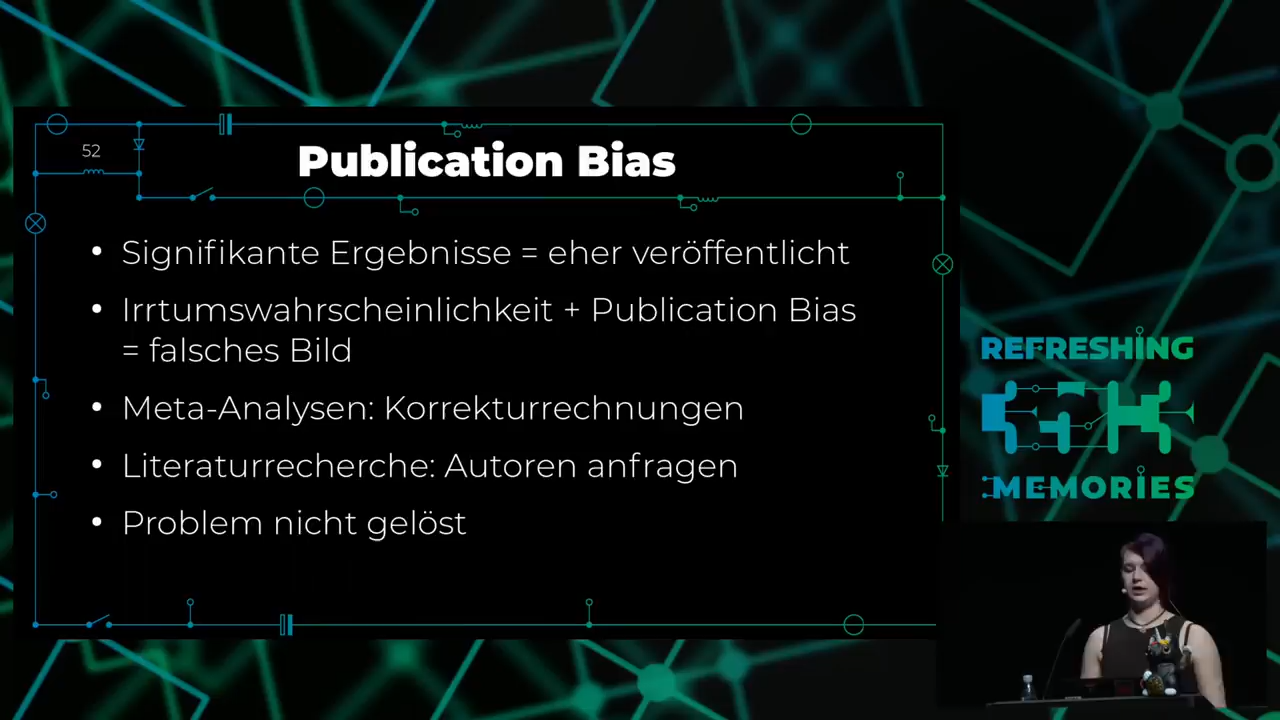 52
Publication Bias
• Signifikante Ergebnisse = eher veröffentlicht
• Irrtumswahrscheinlichkeit + Publication Bias
= falsches Bild
• Meta-Analysen: Korrekturrechnungen
• Literaturrecherche: Autoren anfragen
• Problem nicht gelöst
REFRESHING
MEMORIES